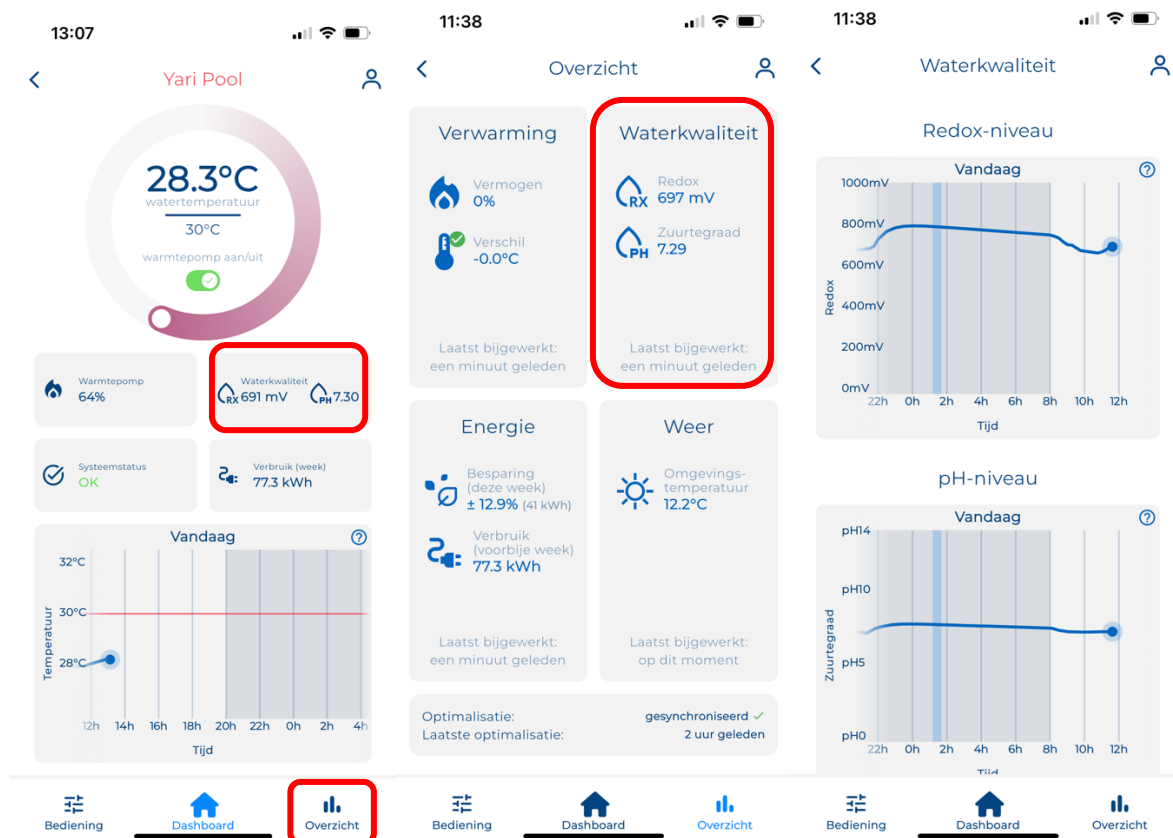 13:07
Yari Pool
28.3°C
watertemperatuur
30°C
warmtepomp aan/uit
Warmtepomp
64%
Waterkwaliteit
RX 691 mV PH 7.30
Systeemstatus
OK
Verbruik (week)
77.3 kWh
Vandaag
32°C
30°C
28°C
Temperatuur
12h 14h 16h 18h 20h 22h 0h 2h 4h
Tijd
Bediening Dashboard Overzicht
11:38
Overzicht
Verwarming
Vermogen
0%
Verschil
-0.0°C
Laatst bijgewerkt:
een minuut geleden
Waterkwaliteit
Redox
RX 697 mV
Zuurtegraad
PH 7.29
Laatst bijgewerkt:
een minuut geleden
Energie
Besparing
(deze week)
± 12.9% (41 kWh)
Verbruik
(voorbije week)
77.3 kWh
Laatst bijgewerkt:
een minuut geleden
Weer
Omgevings-
temperatuur
12.2°C
Laatst bijgewerkt:
op dit moment
Optimalisatie: gesynchroniseerd
Laatste optimalisatie: 2 uur geleden
Bediening Dashboard Overzicht
11:38
Waterkwaliteit
Redox-niveau
Vandaag
1000mV
800mV
600mV
400mV
200mV
0mV
Redox
22h 0h 2h 4h 6h 8h 10h 12h
Tijd
pH-niveau
Vandaag
pH14
pH10
pH5
pH0
Zuurtegraad
22h 0h 2h 4h 6h 8h 10h 12h
Tijd
Bediening Dashboard Overzicht